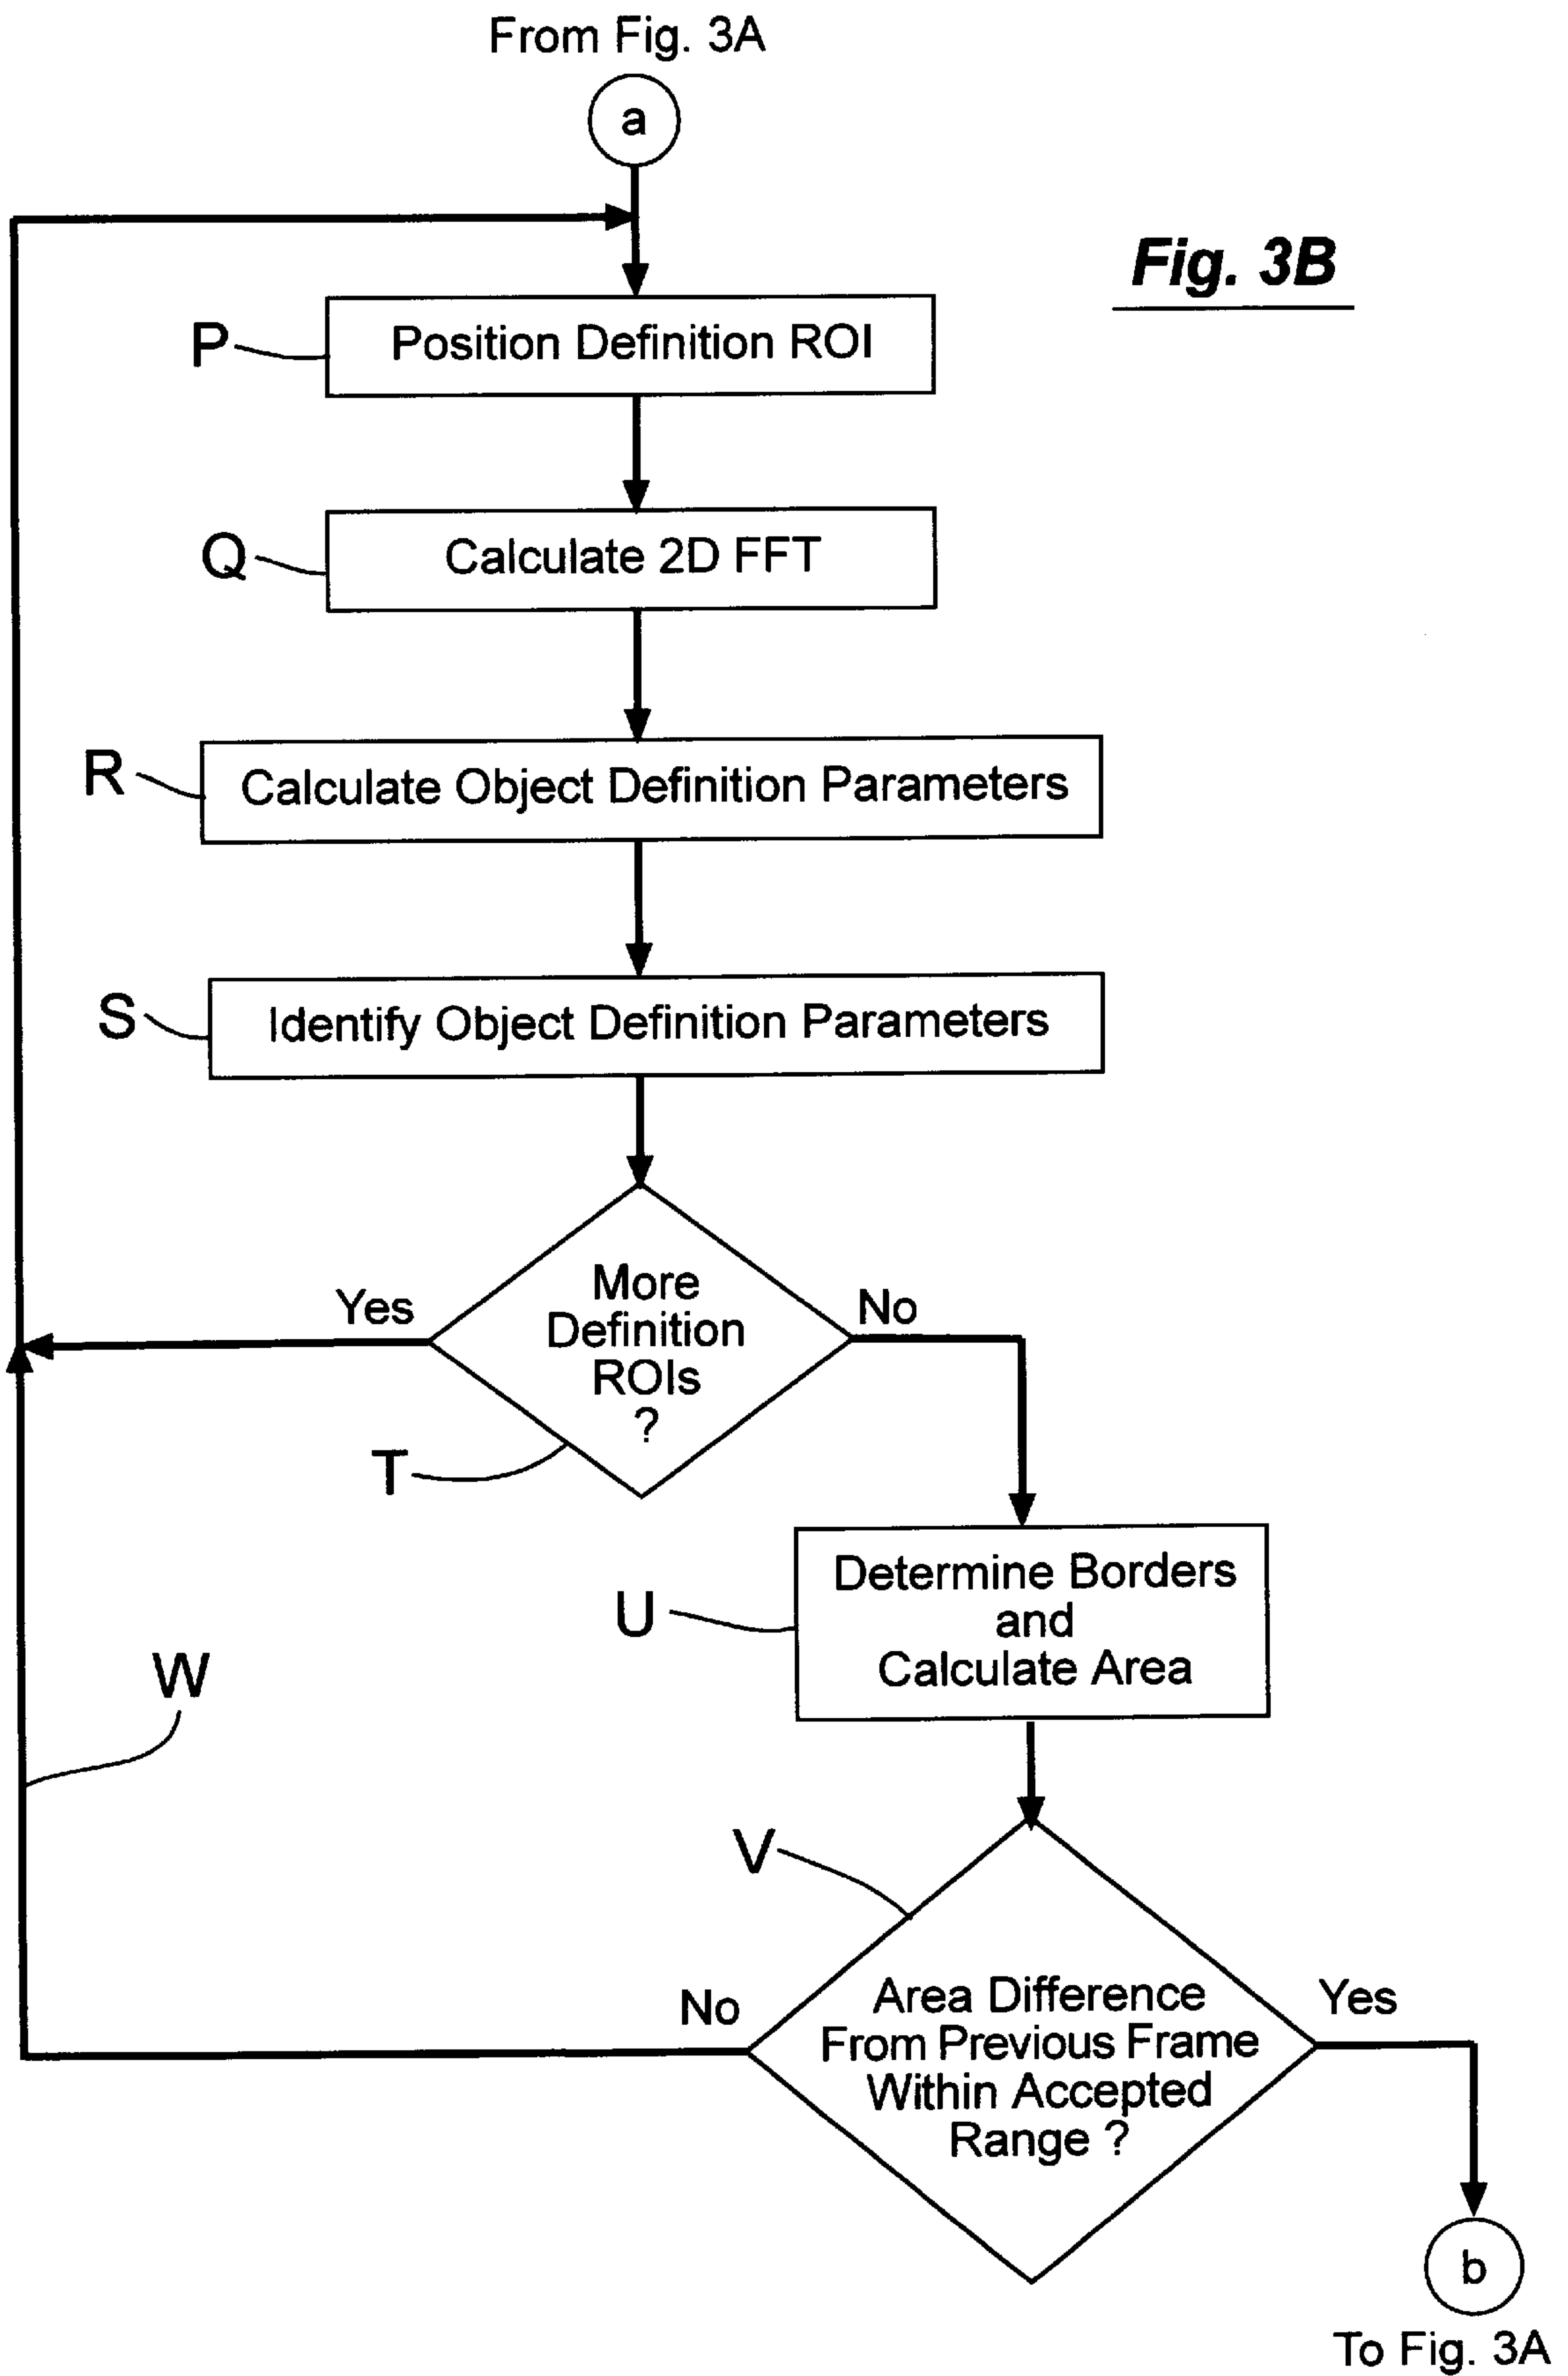 From Fig. 3A
a
Fig. 3B
P
Position Definition ROI
Q
Calculate 2D FFT
R
Calculate Object Definition Parameters
S
Identify Object Definition Parameters
More
Definition
ROIs
?
Yes
No
T
Determine Borders
and
Calculate Area
U
W
V
Area Difference
From Previous Frame
Within Accepted
Range ?
No
Yes
b
To Fig. 3A